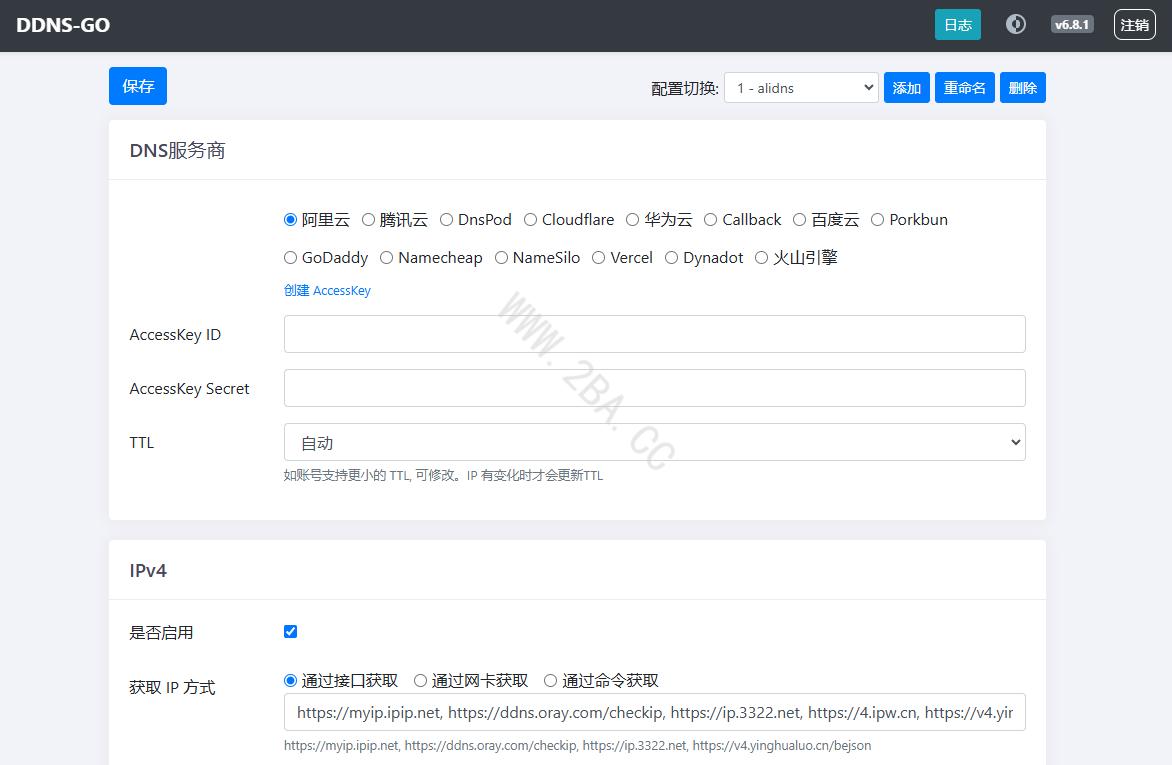 DDNS-GO 日志 v6.8.1 注销
保存 配置切换: 1 - alidns 添加 重命名 删除
DNS服务商
阿里云 腾讯云 DnsPod Cloudflare 华为云 Callback 百度云 Porkbun
GoDaddy Namecheap NameSilo Vercel Dynadot 火山引擎
创建 AccessKey
AccessKey ID
AccessKey Secret
TTL 自动
如账号支持更小的 TTL, 可修改。IP 有变化时才会更新TTL
WWW.2BA.CC
IPv4
是否启用
获取 IP 方式 通过接口获取 通过网卡获取 通过命令获取
https://myip.ipip.net, https://ddns.oray.com/checkip, https://ip.3322.net, https://4.ipw.cn, https://v4.yir
https://myip.ipip.net, https://ddns.oray.com/checkip, https://ip.3322.net, https://v4.yinghualuo.cn/bejson